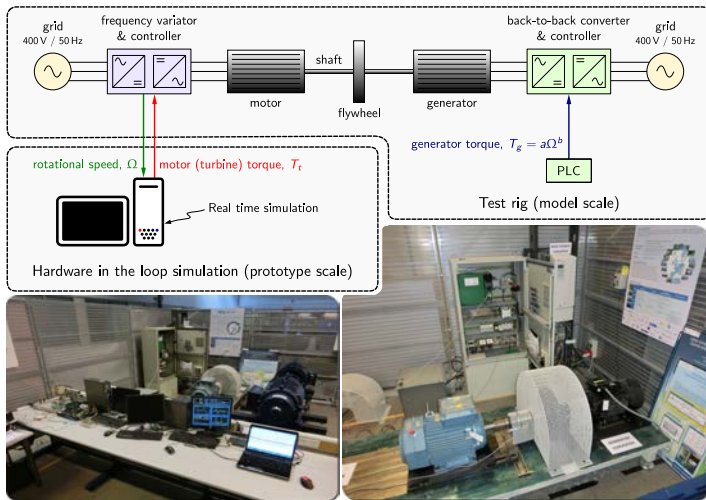 grid
400 V / 50 Hz
frequency variator
& controller
motor
shaft
flywheel
generator
back-to-back converter
& controller
grid
400 V / 50 Hz
rotational speed, Ω
motor (turbine) torque, Tₜ
generator torque, T_g = aΩᵇ
PLC
Real time simulation
Test rig (model scale)
Hardware in the loop simulation (prototype scale)